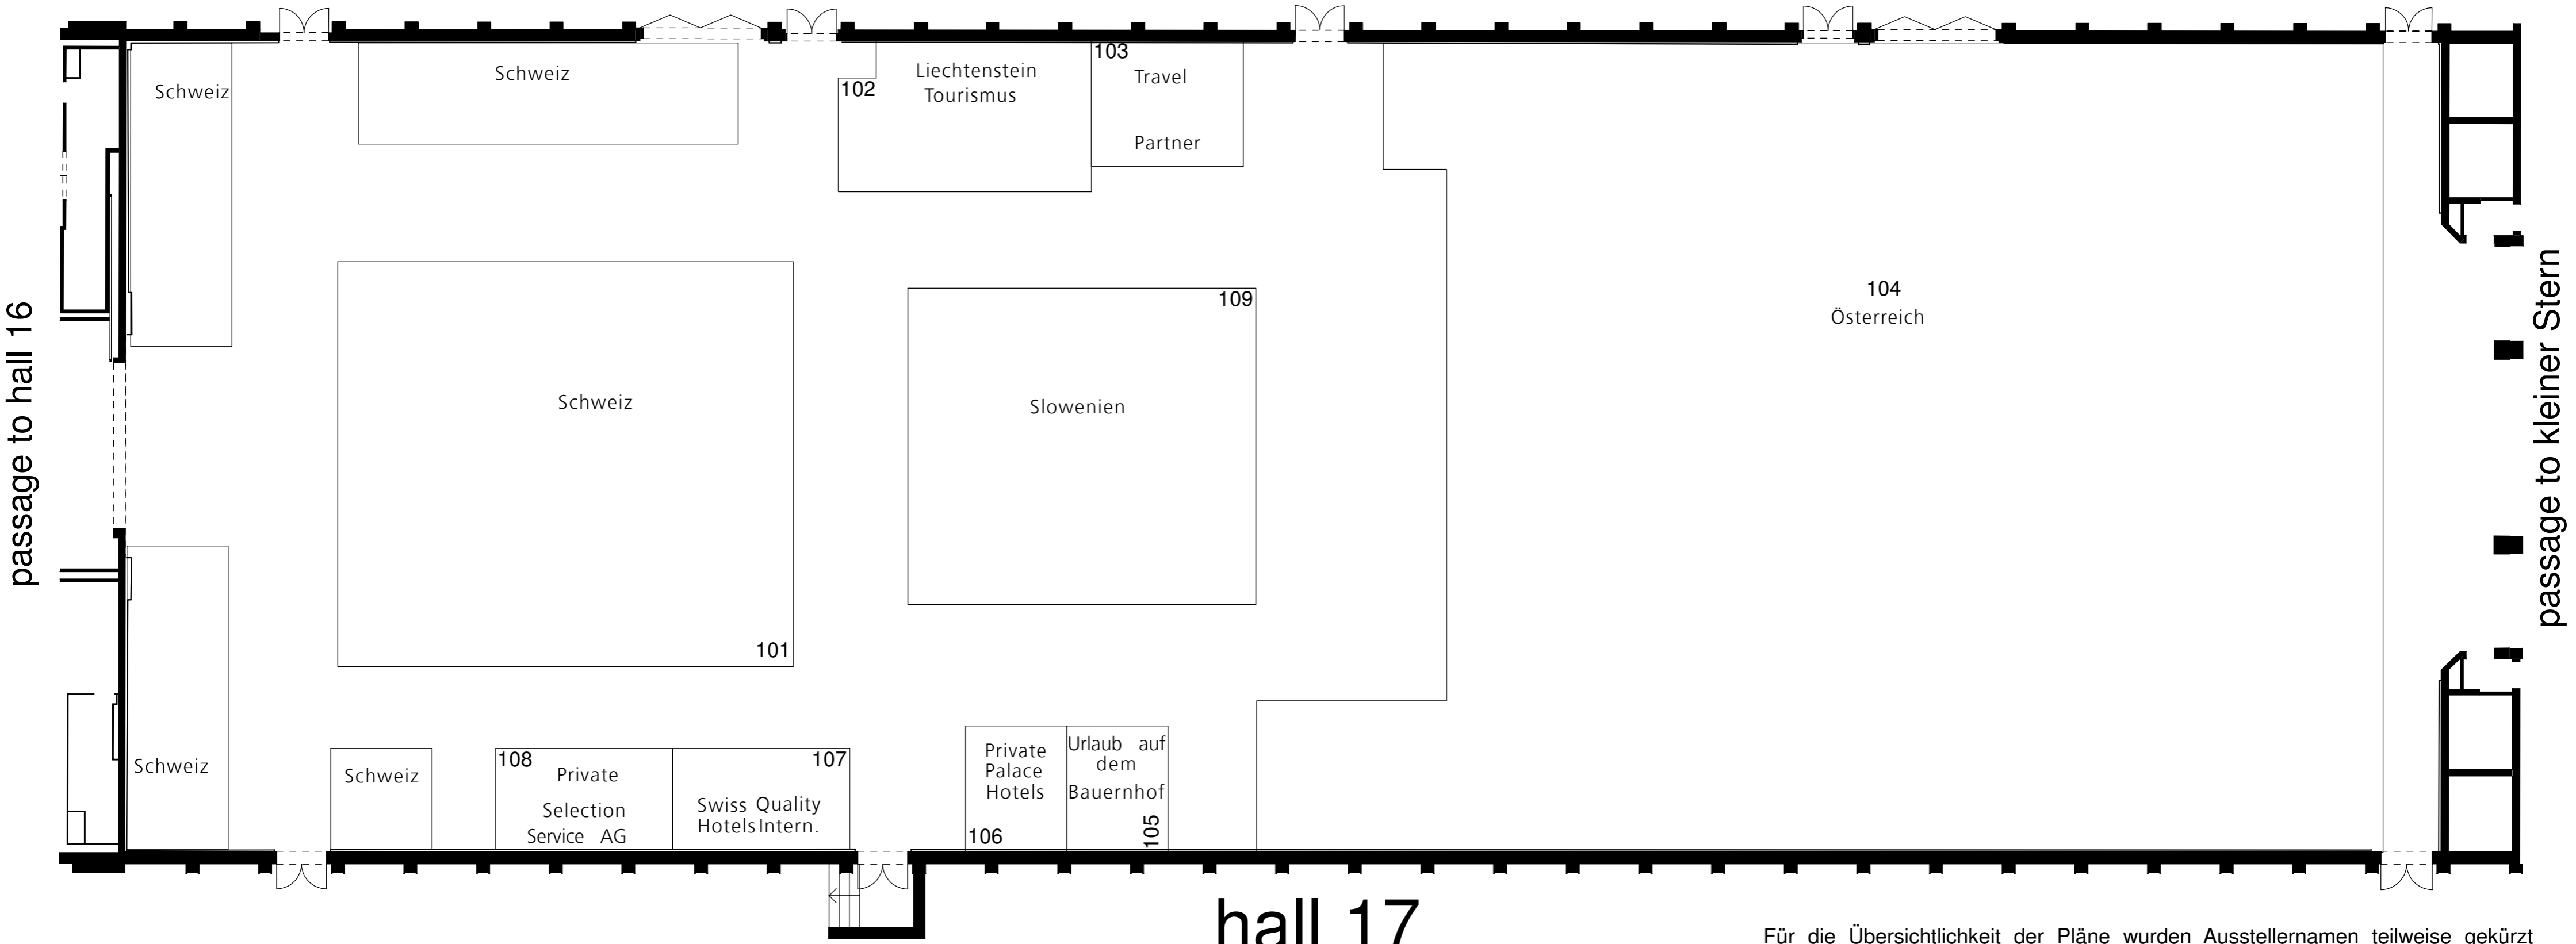 passage to hall 16
Schweiz
Schweiz
102
Liechtenstein
Tourismus
103
Travel
Partner
104
Österreich
passage to kleiner Stern
Schweiz
101
109
Slowenien
Schweiz
Schweiz
108
Private
Selection
Service AG
107
Swiss Quality
Hotels Intern.
Private
Palace
Hotels
106
Urlaub auf
dem
Bauernhof
105
hall 17
Für die Übersichtlichkeit der Pläne wurden Ausstellernamen teilweise gekürzt